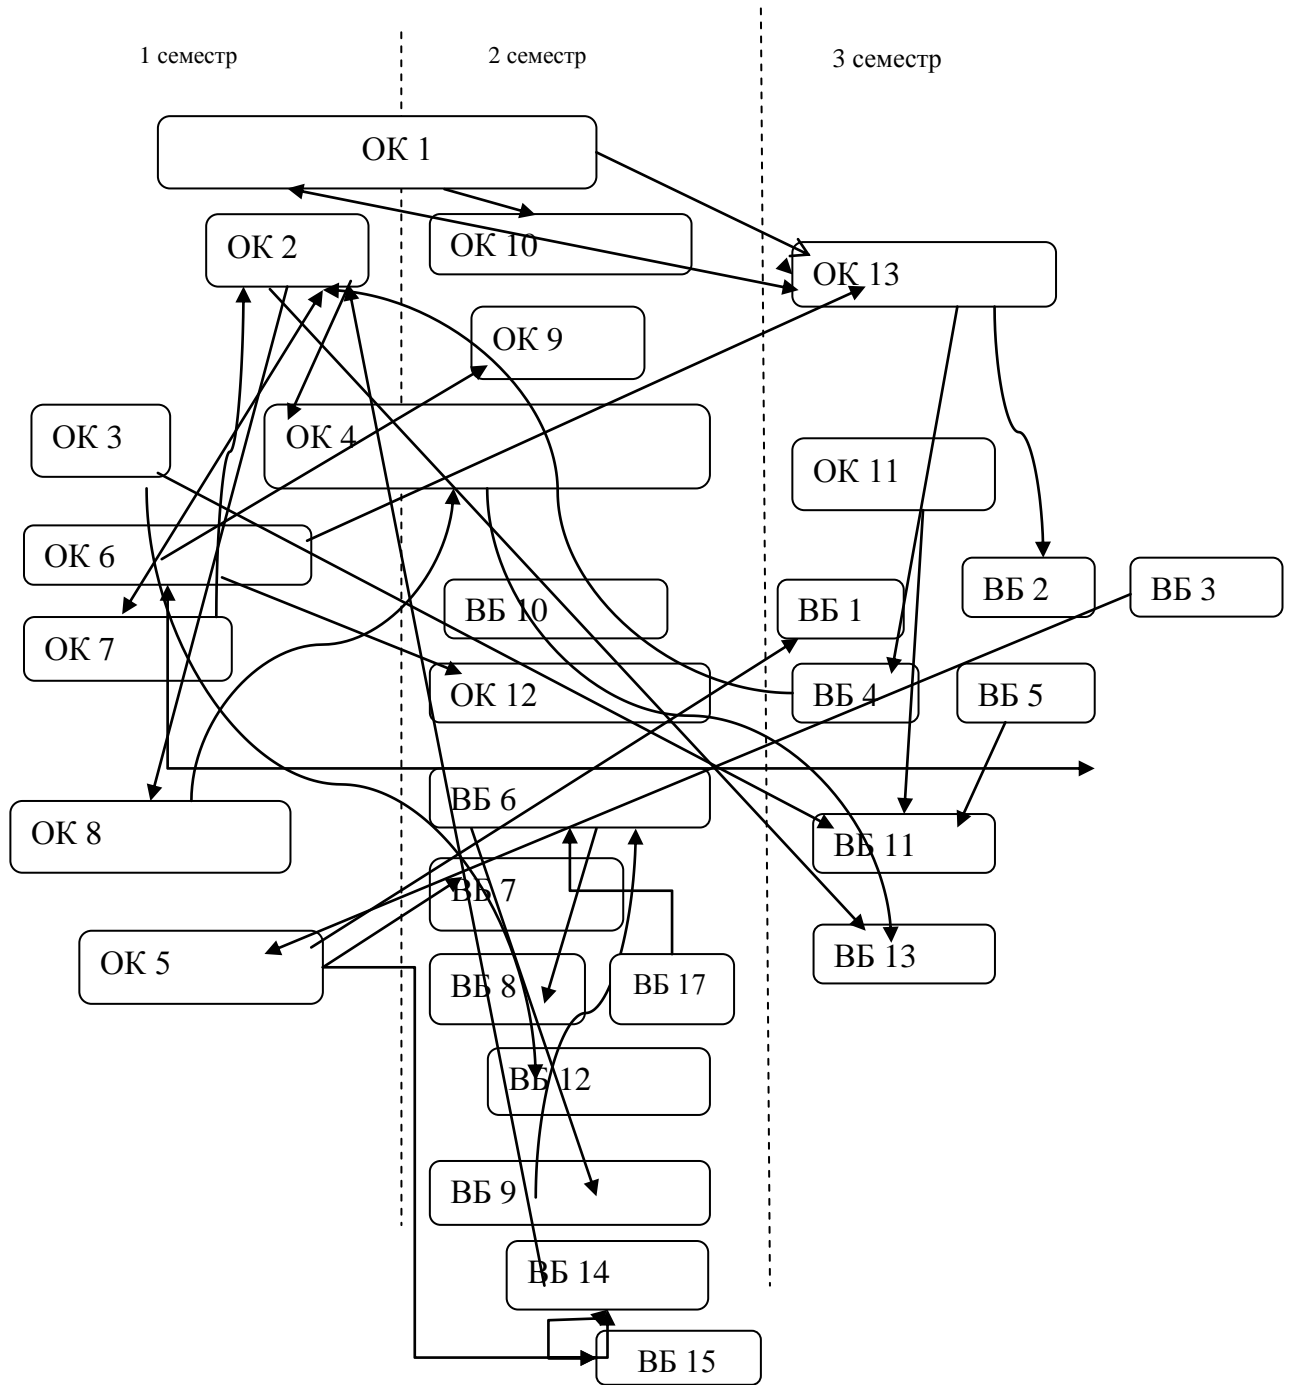 1 семестр
2 семестр
3 семестр
ОК 1
ОК 2
ОК 10
ОК 13
ОК 9
ОК 3
ОК 4
ОК 11
ОК 6
ВБ 2
ВБ 3
ВБ 10
ВБ 1
ОК 7
ОК 12
ВБ 4
ВБ 5
ВБ 6
ОК 8
ВБ 11
ВБ 7
ОК 5
ВБ 13
ВБ 8
ВБ 17
ВБ 12
ВБ 9
ВБ 14
ВБ 15